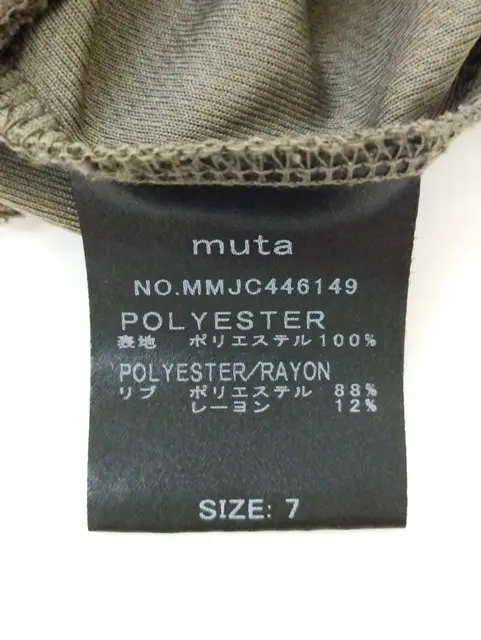 muta
NO.MMJC446149
POLYESTER
表地 ポリエステル100%
POLYESTER/RAYON
リブ ポリエステル 88%
レーヨン 12%
SIZE: 7